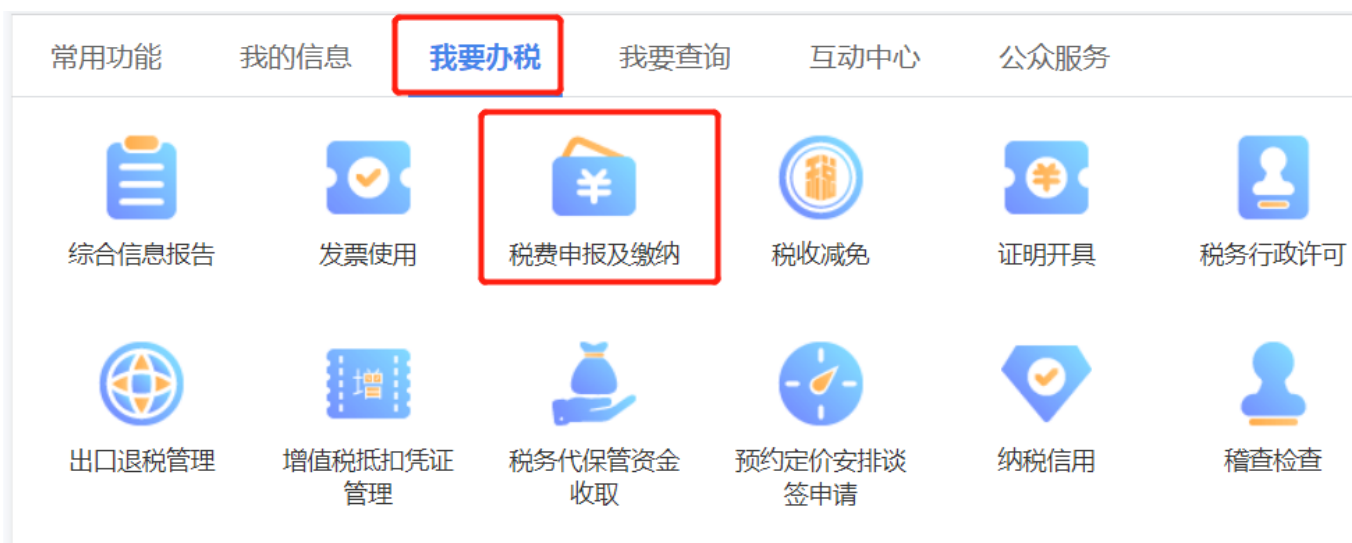 常用功能 我的信息 我要办税 我要查询 互动中心 公众服务
税
综合信息报告 发票使用 税费申报及缴纳 税收减免 证明开具 税务行政许可
增
出口退税管理 增值税抵扣凭证 税务代保管资金 预约定价安排谈 纳税信用 稽查检查
管理 收取 签申请